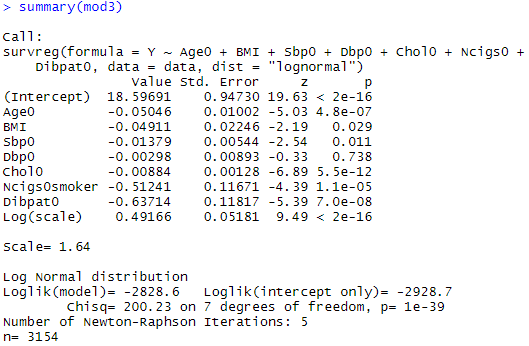 > summary(mod3)
Call:
survreg(formula = Y ~ Age0 + BMI + Sbp0 + Dbp0 + Chol0 + Ncigs0 +
    Dibpat0, data = data, dist = "lognormal")
                Value Std. Error     z       p
(Intercept)  18.59691    0.94730 19.63 < 2e-16
Age0         -0.05046    0.01002 -5.03 4.8e-07
BMI          -0.04911    0.02246 -2.19   0.029
Sbp0         -0.01379    0.00544 -2.54   0.011
Dbp0         -0.00298    0.00893 -0.33   0.738
Chol0        -0.00884    0.00128 -6.89 5.5e-12
Ncigs0smoker -0.51241    0.11671 -4.39 1.1e-05
Dibpat0      -0.63714    0.11817 -5.39 7.0e-08
Log(scale)    0.49166    0.05181  9.49 < 2e-16
Scale= 1.64
Log Normal distribution
Loglik(model)= -2828.6   Loglik(intercept only)= -2928.7
        Chisq= 200.23 on 7 degrees of freedom, p= 1e-39
Number of Newton-Raphson Iterations: 5
n= 3154